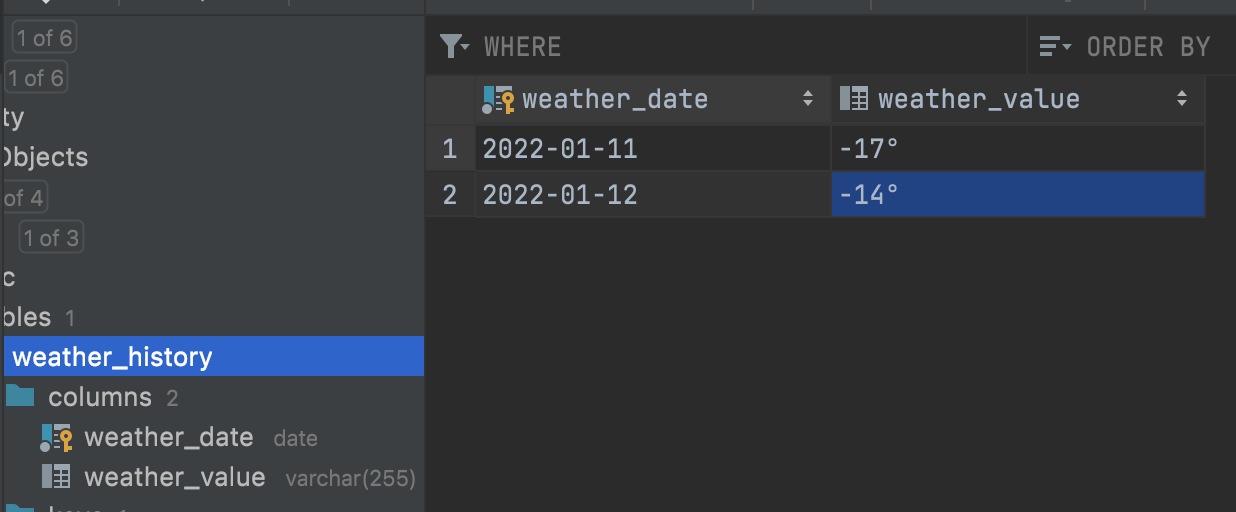 1 of 6
1 of 6
ty
Objects
of 4
1 of 3
c
bles 1
weather_history
columns 2
weather_date date
weather_value varchar(255)
WHERE
ORDER BY
weather_date weather_value
1 2022-01-11 -17°
2 2022-01-12 -14°